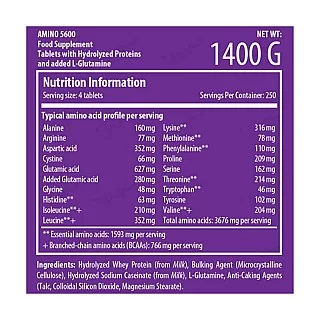 AMINO 5600
Food Supplement
Tablets with Hydrolyzed Proteins
and added L-Glutamine
NET WT:
1400 G
Nutrition Information
Serving size: 4 tablets
Servings Per Container: 250
Typical amino acid profile per serving
Alanine 160 mg
Arginine 77 mg
Aspartic acid 352 mg
Cystine 66 mg
Glutamic acid 627 mg
Added Glutamic acid 280 mg
Glycine 48 mg
Histidine** 63 mg
Isoleucine**+ 210 mg
Leucine**+ 352 mg
Lysine** 316 mg
Methionine** 78 mg
Phenylalanine** 110 mg
Proline 209 mg
Serine 162 mg
Threonine** 214 mg
Tryptophan** 46 mg
Tyrosine 102 mg
Valine**+ 204 mg
Total amino acids: 3676 mg per serving
** Essential amino acids: 1593 mg per serving
+ Branched-chain amino acids (BCAAs): 766 mg per serving
Ingredients: Hydrolyzed Whey Protein (from Milk), Bulking Agent (Microcrystalline
Cellulose), Hydrolyzed Sodium Caseinate (from Milk), L-Glutamine, Anti-Caking Agents
(Talc, Colloidal Silicon Dioxide, Magnesium Stearate).